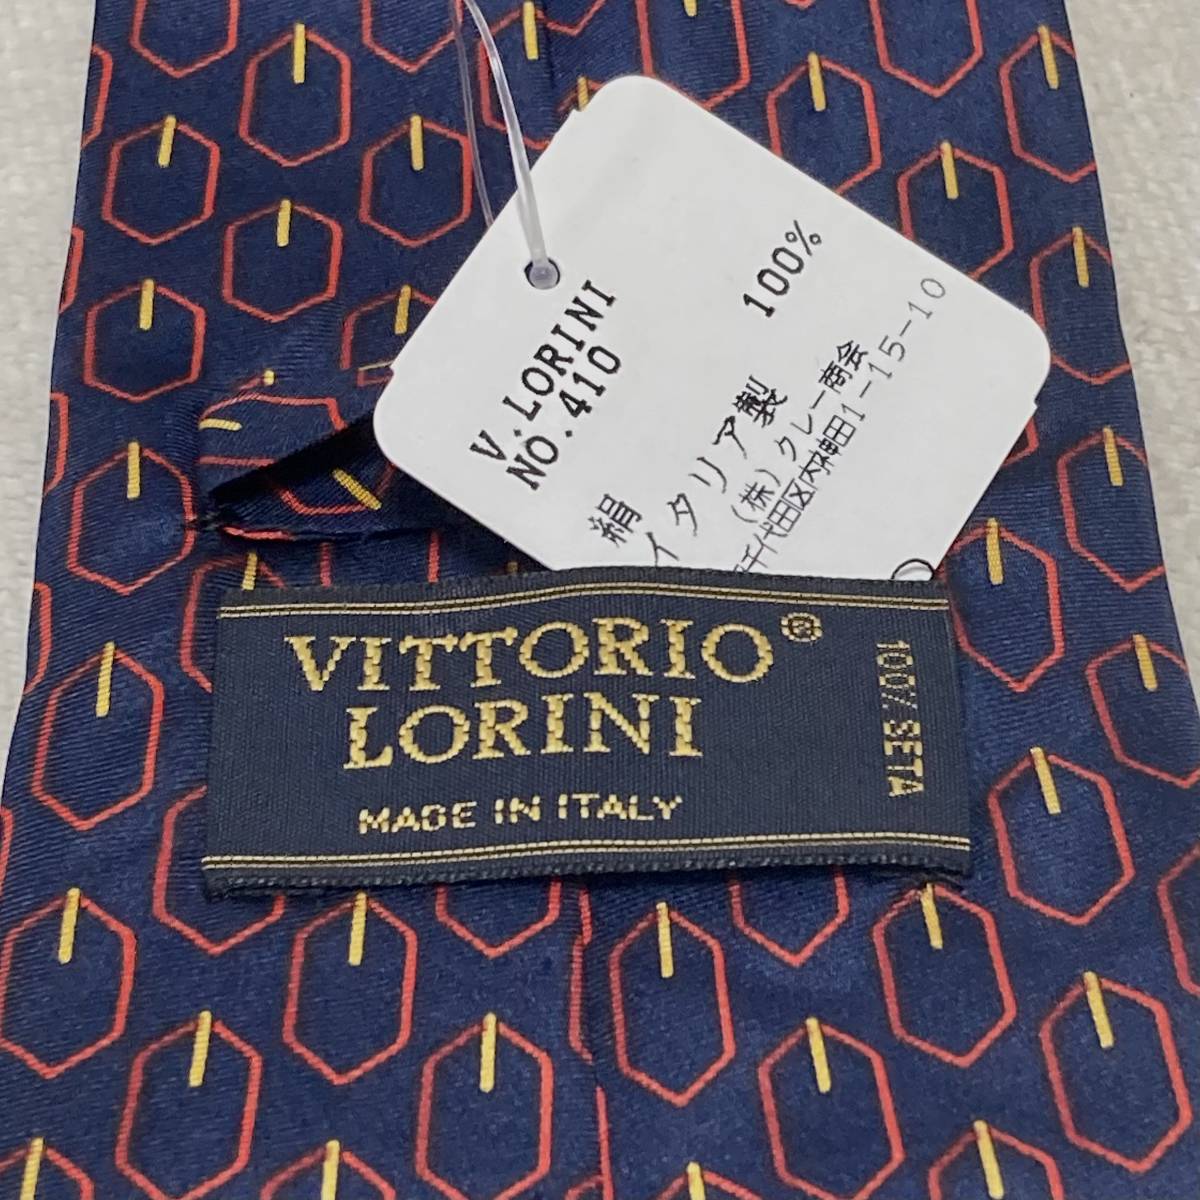 V.LORINI
NO.410
絹 100%
イタリア製
(株)クレー商会
千代田区内神田1-15-10
VITTORIO®
LORINI
MADE IN ITALY
100% SETA